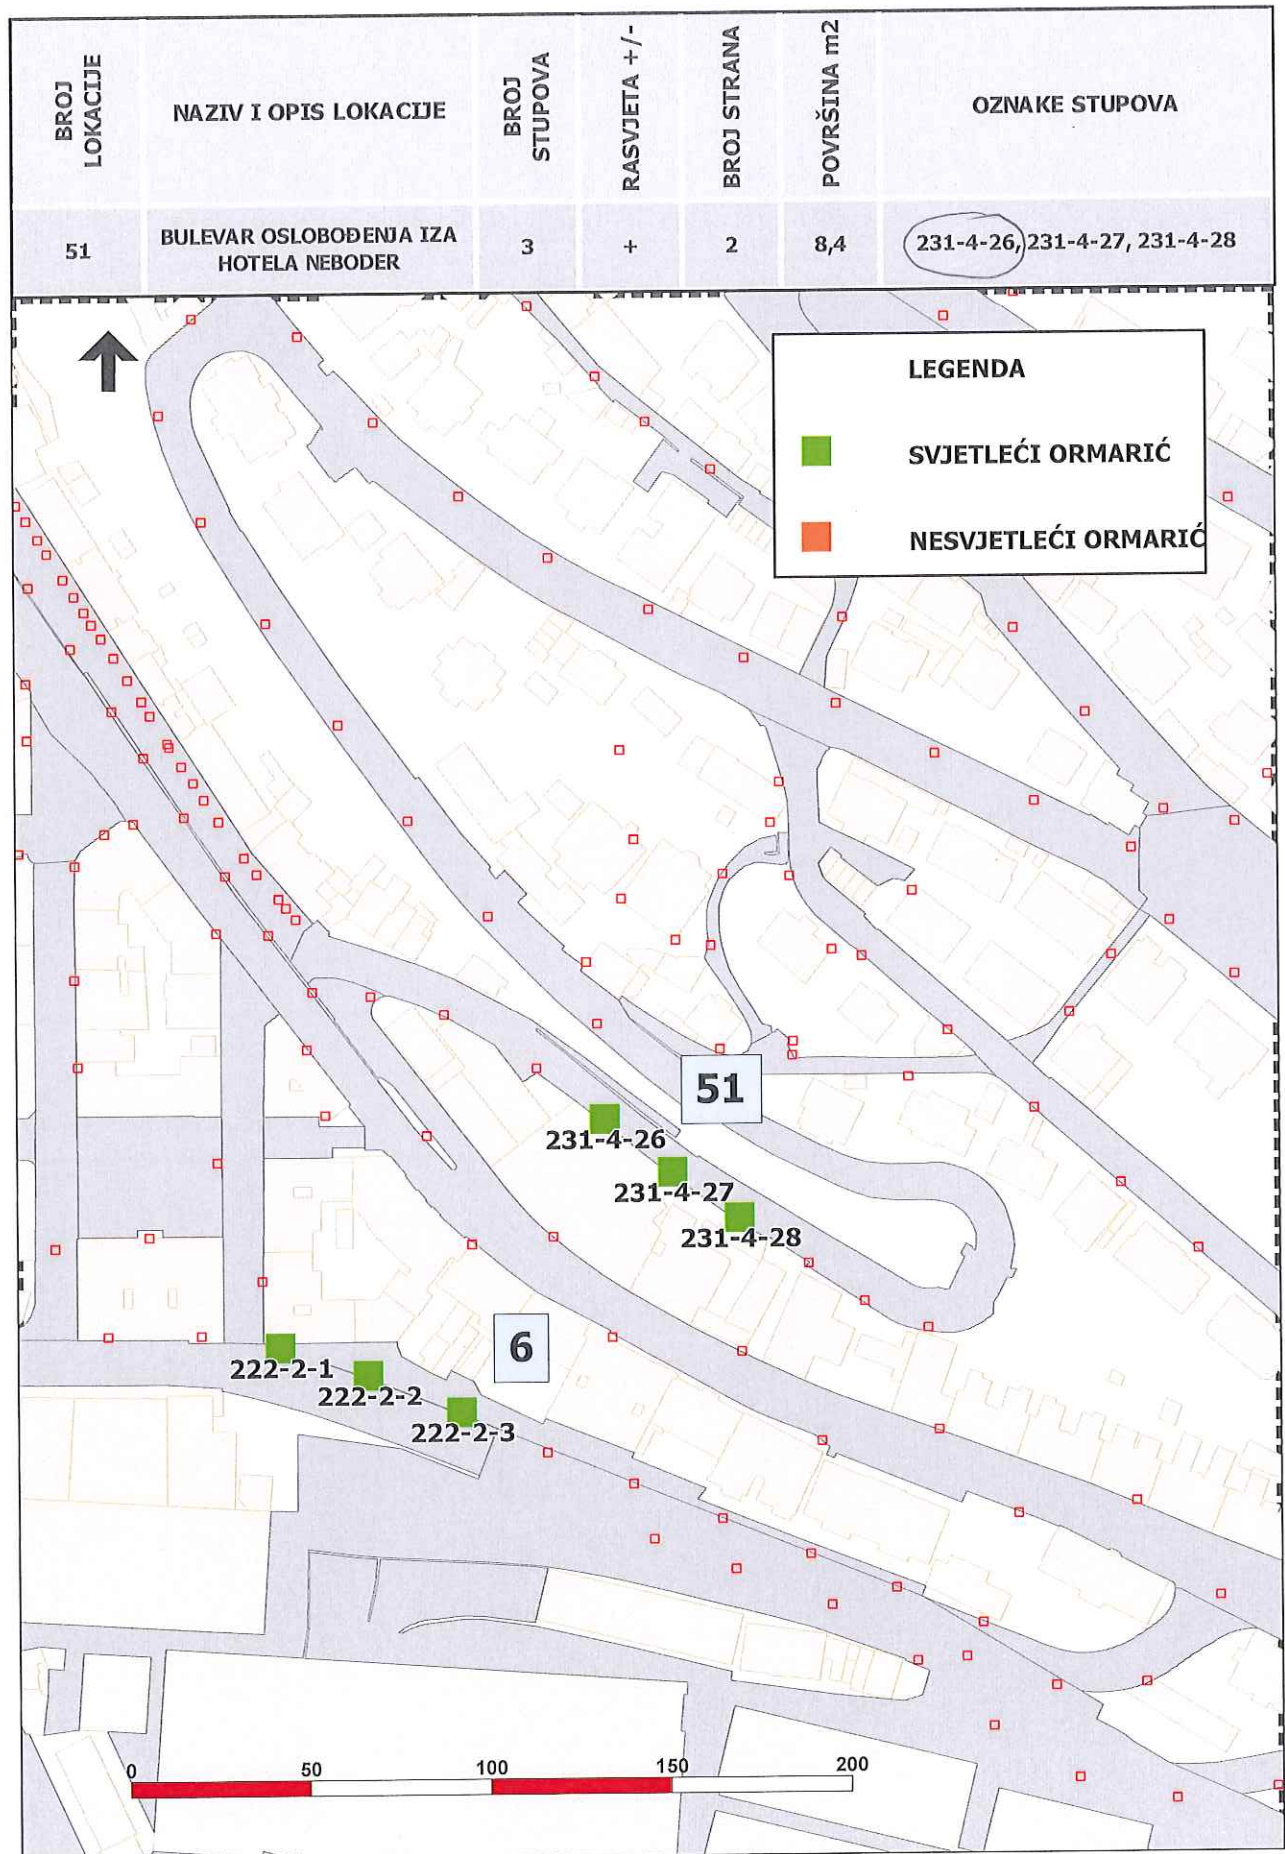 BROJ
LOKACIJE
NAZIV I OPIS LOKACIJE
BROJ
STUPOVA
RASVJETA +/-
BROJ STRANA
POVRŠINA m2
OZNAKE STUPOVA
51
BULEVAR OSLOBOĐENJA IZA
HOTELA NEBODER
3
+
2
8,4
231-4-26, 231-4-27, 231-4-28
LEGENDA
SVJETLEĆI ORMARIĆ
NESVJETLEĆI ORMARIĆ
51
231-4-26
231-4-27
231-4-28
6
222-2-1
222-2-2
222-2-3
0 50 100 150 200